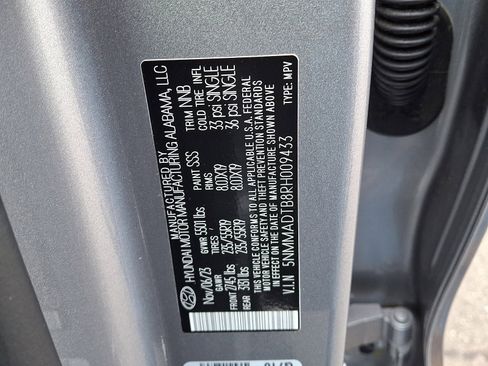 MANUFACTURED BY
HYUNDAI MOTOR MANUFACTURING ALABAMA, LLC
Nov/06/23 GVWR 5501 lbs PAINT SSS TRIM NNB
GAWR TIRES RIMS COLD TIRE INFL
FRONT 2745 lbs 235/55R19 8.0JX19 33 psi SINGLE
REAR lbs 235/55R19 8.0JX19 36 psi SINGLE
THIS VEHICLE CONFORMS TO ALL APPLICABLE U.S.A. FEDERAL
MOTOR VEHICLE SAFETY AND THEFT PREVENTION STANDARDS
IN EFFECT ON THE DATE OF MANUFACTURE SHOWN ABOVE
V.I.N 5NMMADTB8RH009433 TYPE: MPV